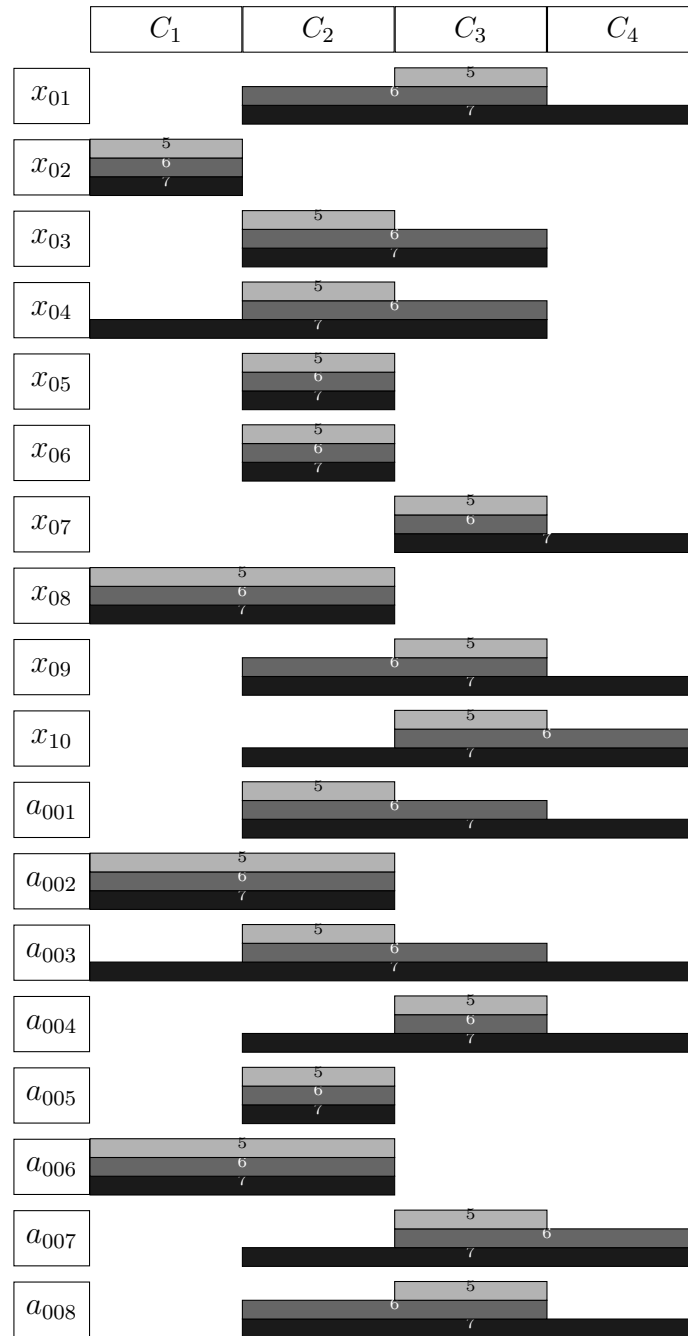 C₁ C₂ C₃ C₄
5
x₀₁ 6
7
5
x₀₂ 6
7
5
x₀₃ 6
7
5
x₀₄ 6
7
5
x₀₅ 6
7
5
x₀₆ 6
7
5
x₀₇ 6
7
5
x₀₈ 6
7
5
x₀₉ 6
7
5
x₁₀ 6
7
5
a₀₀₁ 6
7
5
a₀₀₂ 6
7
5
a₀₀₃ 6
7
5
a₀₀₄ 6
7
5
a₀₀₅ 6
7
5
a₀₀₆ 6
7
5
a₀₀₇ 6
7
5
a₀₀₈ 6
7